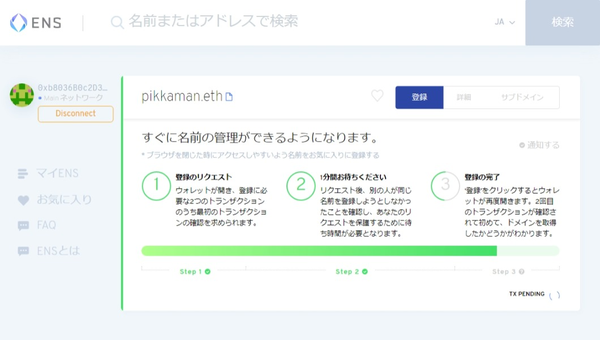 ENS
名前またはアドレスで検索
JA
検索
0xb803680c2D3...
Mainネットワーク
Disconnect
pikkaman.eth
登録
詳細
サブドメイン
すぐに名前の管理ができるようになります。
* ブラウザを閉じた時にアクセスしやすいよう名前をお気に入りに登録する
通知する
マイENS
お気に入り
FAQ
ENSとは
1
登録のリクエスト
ウォレットが開き、登録に必
要な2つのトランザクション
のうち最初のトランザクション
の確認を求められます。
2
1分間お待ちください
リクエスト後、別の人が同じ
名前を登録しようとしなかっ
たことを確認し、あなたのリ
クエストを保護するために待
ち時間が必要となります。
3
登録の完了
'登録'をクリックするとウォレ
ットが再度開きます。2回目
のトランザクションが確認さ
れて初めて、ドメインを取得
したかどうかがわかります。
Step 1
Step 2
Step 3
TX PENDING